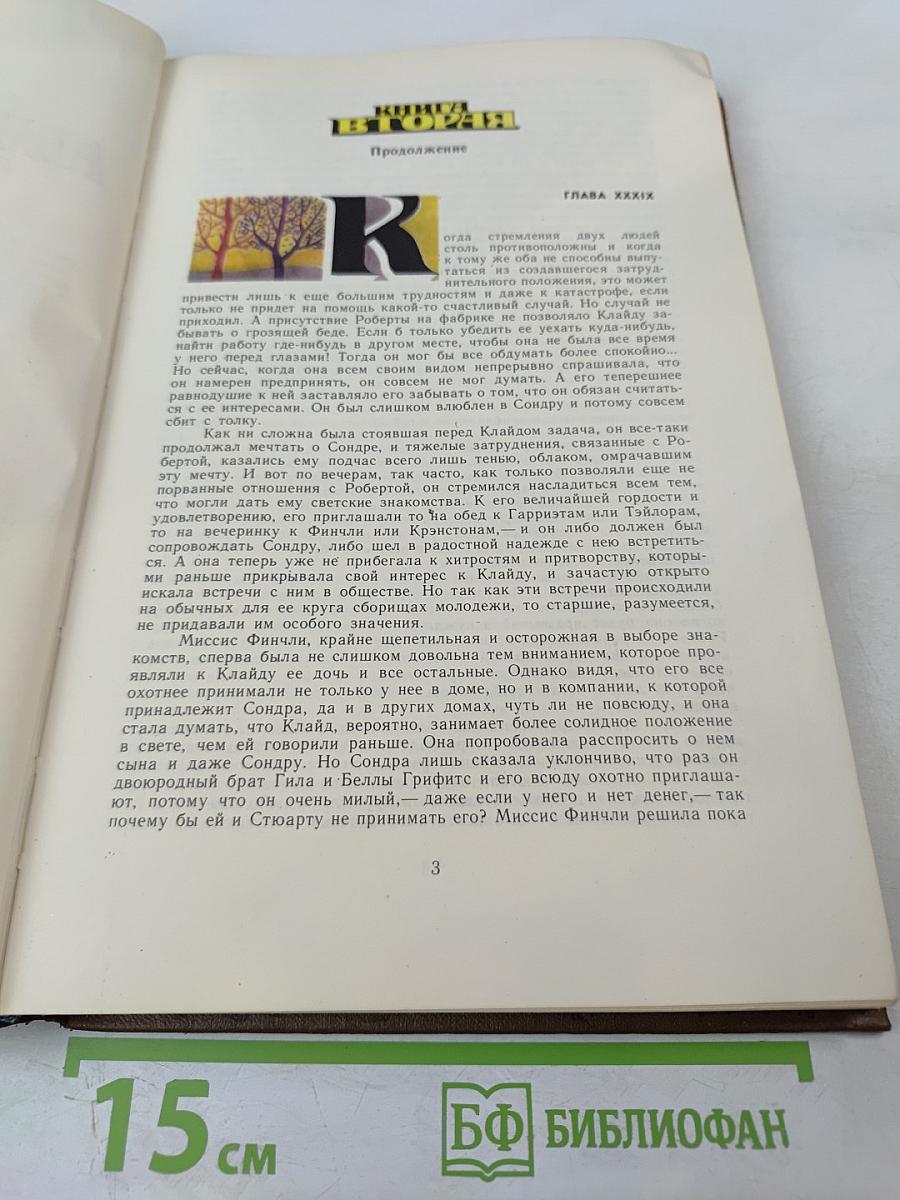 КНИГА
ВТОРАЯ
Продолжение
ГЛАВА XXXIX
Когда стремления двух людей
столь противоположны и когда
к тому же оба не способны выпу-
таться из создавшегося затруд-
нительного положения, это может
привести лишь к еще большим трудностям и даже к катастрофе, если
только не придет на помощь какой-то счастливый случай. Но случай не
приходил. А присутствие Роберты на фабрике не позволяло Клайду за-
бывать о грозящей беде. Если б только убедить ее уехать куда-нибудь,
найти работу где-нибудь в другом месте, чтобы она не была все время
у него перед глазами! Тогда он мог бы все обдумать более спокойно...
Но сейчас, когда она всем своим видом непрерывно спрашивала, что
он намерен предпринять, он совсем не мог думать. А его теперешнее
равнодушие к ней заставляло его забывать о том, что он обязан считать-
ся с ее интересами. Он был слишком влюблен в Сондру и потому совсем
сбит с толку.
Как ни сложна была стоявшая перед Клайдом задача, он все-таки
продолжал мечтать о Сондре, и тяжелые затруднения, связанные с Ро-
бертой, казались ему подчас всего лишь тенью, облаком, омрачавшим
эту мечту. И вот по вечерам, так часто, как только позволяли еще не
порванные отношения с Робертой, он стремился насладиться всем тем,
что могли дать ему светские знакомства. К его величайшей гордости и
удовлетворению, его приглашали то на обед к Гарриэтам или Тэйлорам,
то на вечеринку к Финчли или Крэнстонам,— и он либо должен был
сопровождать Сондру, либо шел в радостной надежде с нею встретить-
ся. А она теперь уже не прибегала к хитростям и притворству, которы-
ми раньше прикрывала свой интерес к Клайду, и зачастую открыто
искала встречи с ним в обществе. Но так как эти встречи происходили
на обычных для ее круга сборищах молодежи, то старшие, разумеется,
не придавали им особого значения.
Миссис Финчли, крайне щепетильная и осторожная в выборе зна-
комств, сперва была не слишком довольна тем вниманием, которое про-
являли к Клайду ее дочь и все остальные. Однако видя, что его все
охотнее принимали не только у нее в доме, но и в компании, к которой
принадлежит Сондра, да и в других домах, чуть ли не повсюду, и она
стала думать, что Клайд, вероятно, занимает более солидное положение
в свете, чем ей говорили раньше. Она попробовала расспросить о нем
сына и даже Сондру. Но Сондра лишь сказала уклончиво, что раз он
двоюродный брат Гила и Беллы Грифитс и его всюду охотно приглаша-
ют, потому что он очень милый,— даже если у него и нет денег,— так
почему бы ей и Стюарту не принимать его? Миссис Финчли решила пока
3
15 см
БФ БИБЛИОФАН